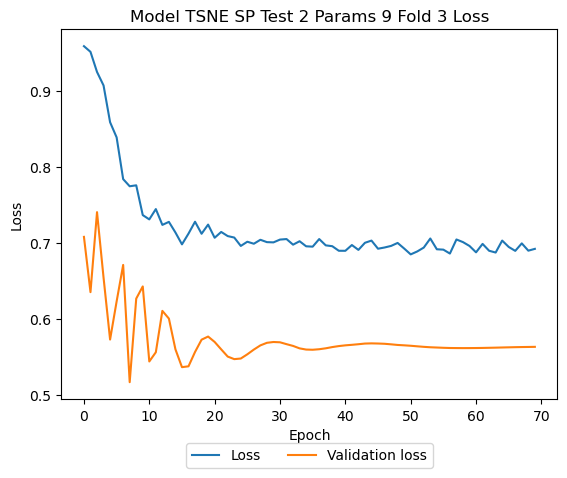 Model TSNE SP Test 2 Params 9 Fold 3 Loss
Loss
0.9
0.8
0.7
0.6
0.5
0 10 20 30 40 50 60 70
Epoch
Loss Validation loss